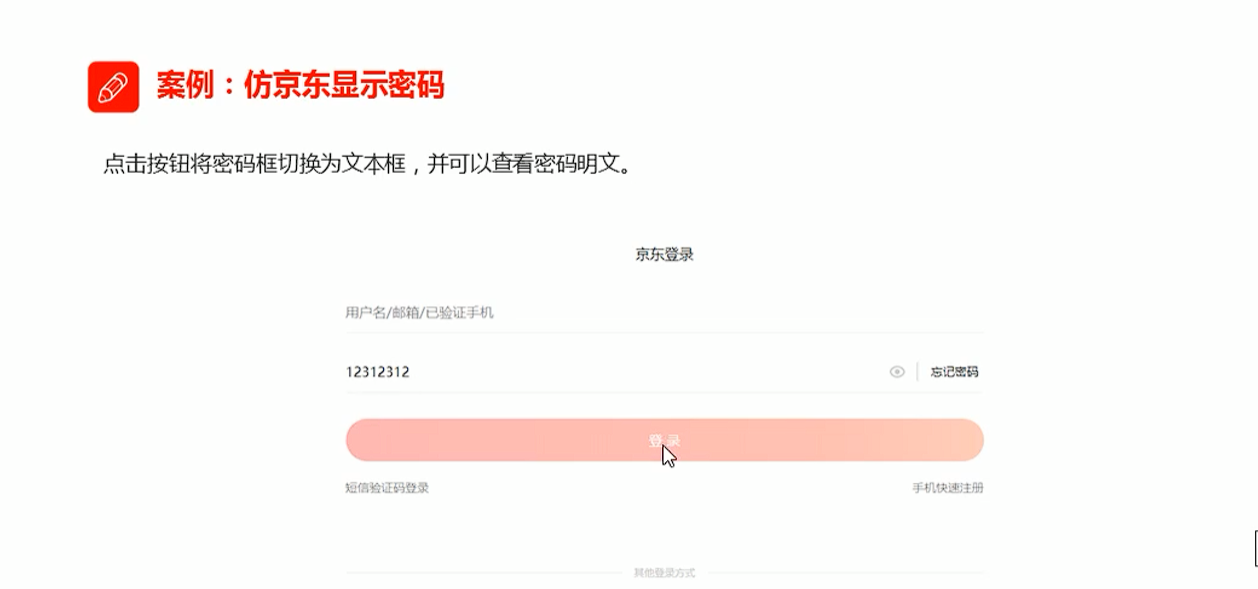 案例：仿京东显示密码
点击按钮将密码框切换为文本框，并可以查看密码明文。
京东登录
用户名/邮箱/已验证手机
12312312 忘记密码
登录
短信验证码登录 手机快速注册
其他登录方式